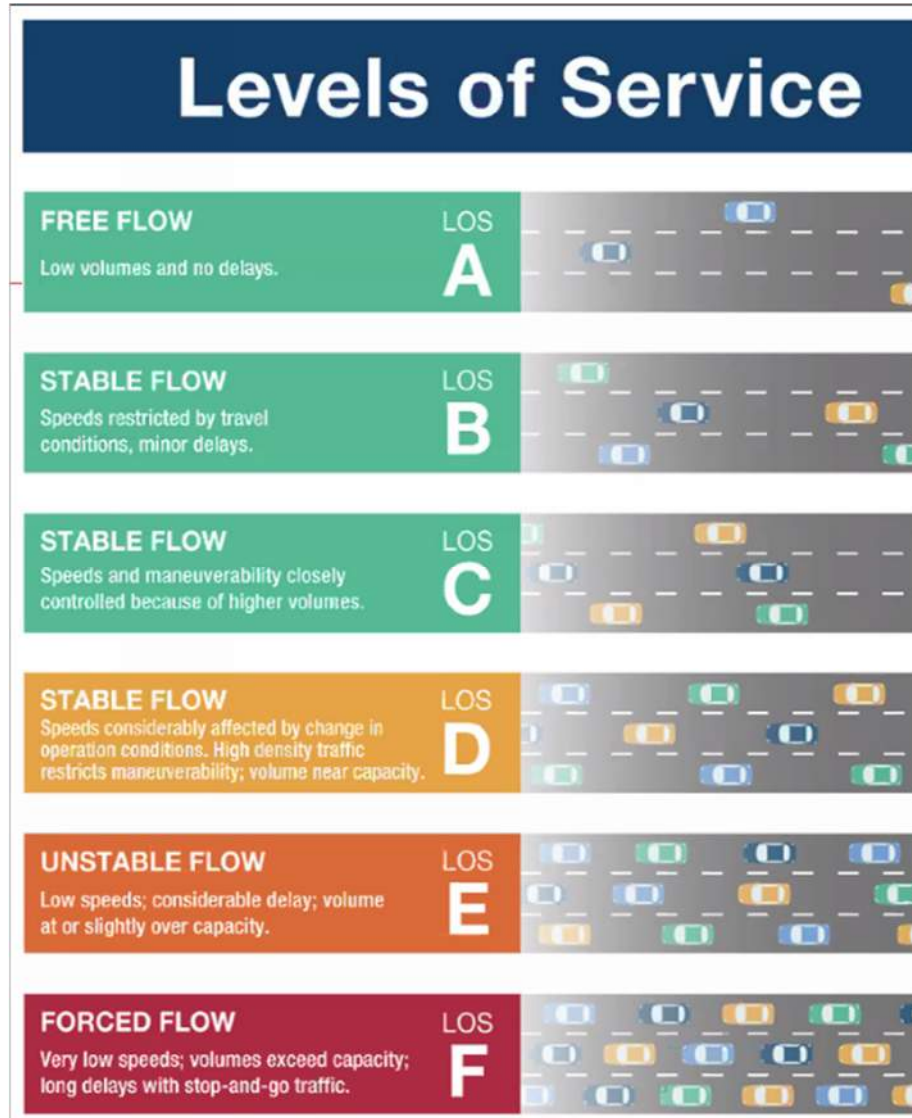 Levels of Service
FREE FLOW
LOS
A
Low volumes and no delays.
STABLE FLOW
LOS
B
Speeds restricted by travel
conditions, minor delays.
STABLE FLOW
LOS
C
Speeds and maneuverability closely
controlled because of higher volumes.
STABLE FLOW
LOS
D
Speeds considerably affected by change in
operation conditions. High density traffic
restricts maneuverability; volume near capacity.
UNSTABLE FLOW
LOS
E
Low speeds; considerable delay; volume
at or slightly over capacity.
FORCED FLOW
LOS
F
Very low speeds; volumes exceed capacity;
long delays with stop-and-go traffic.